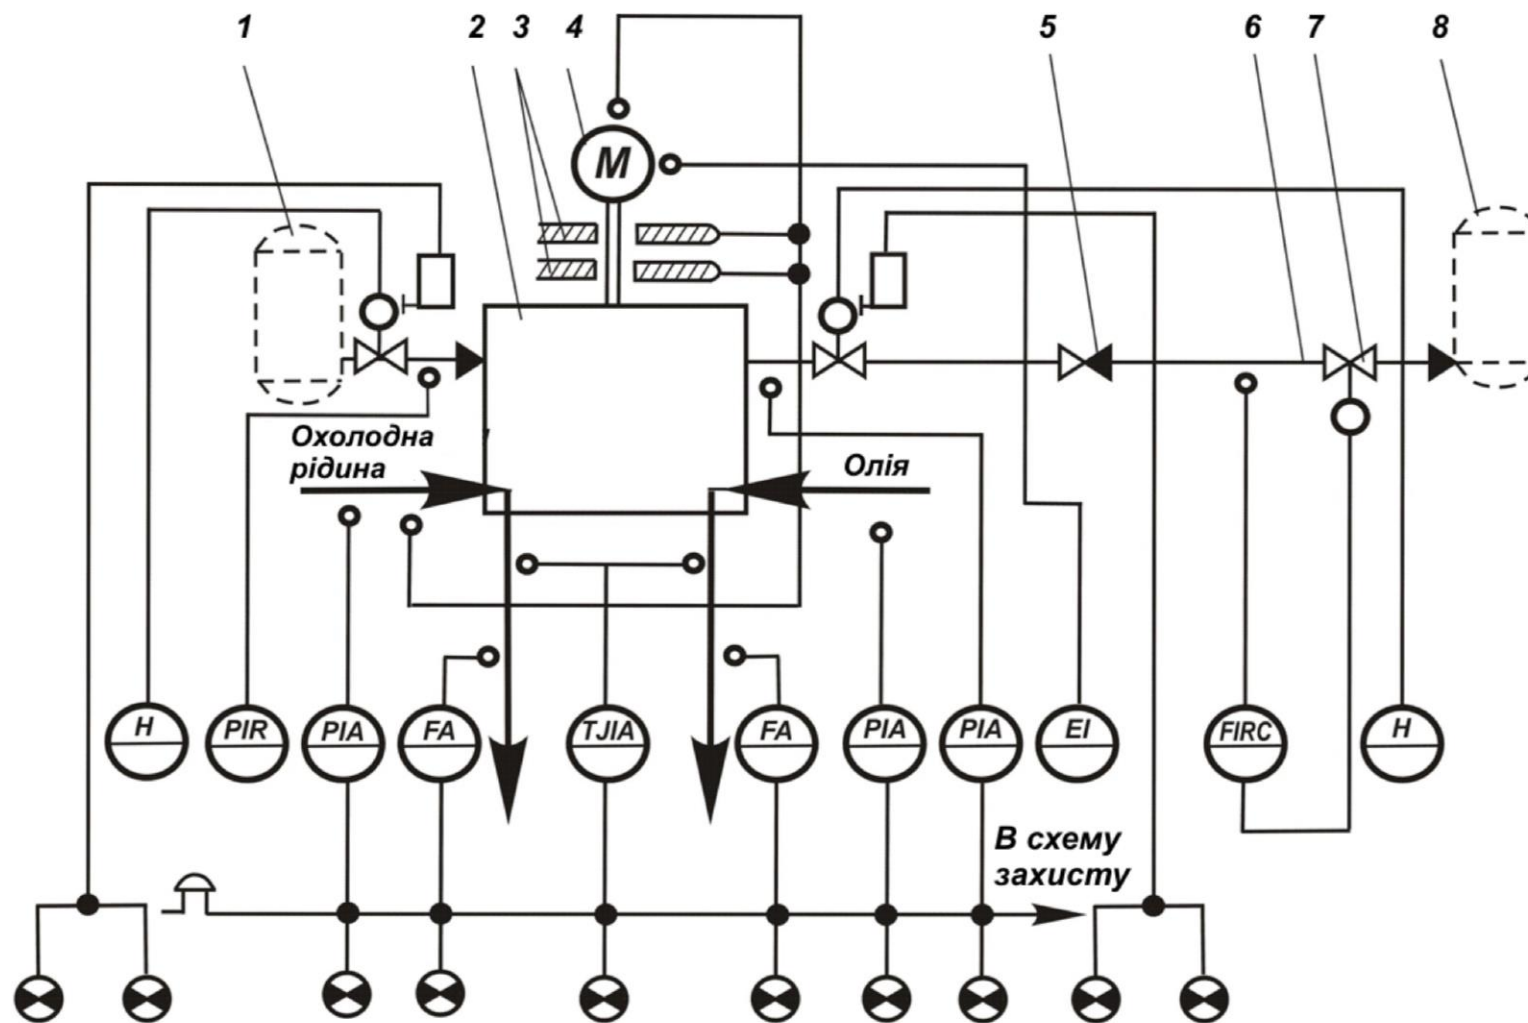 1 2 3 4 5 6 7 8
M
Охолодна
рідина
Олія
H PIR PIA FA TJIA FA PIA PIA EI FIRC H
В схему
захисту